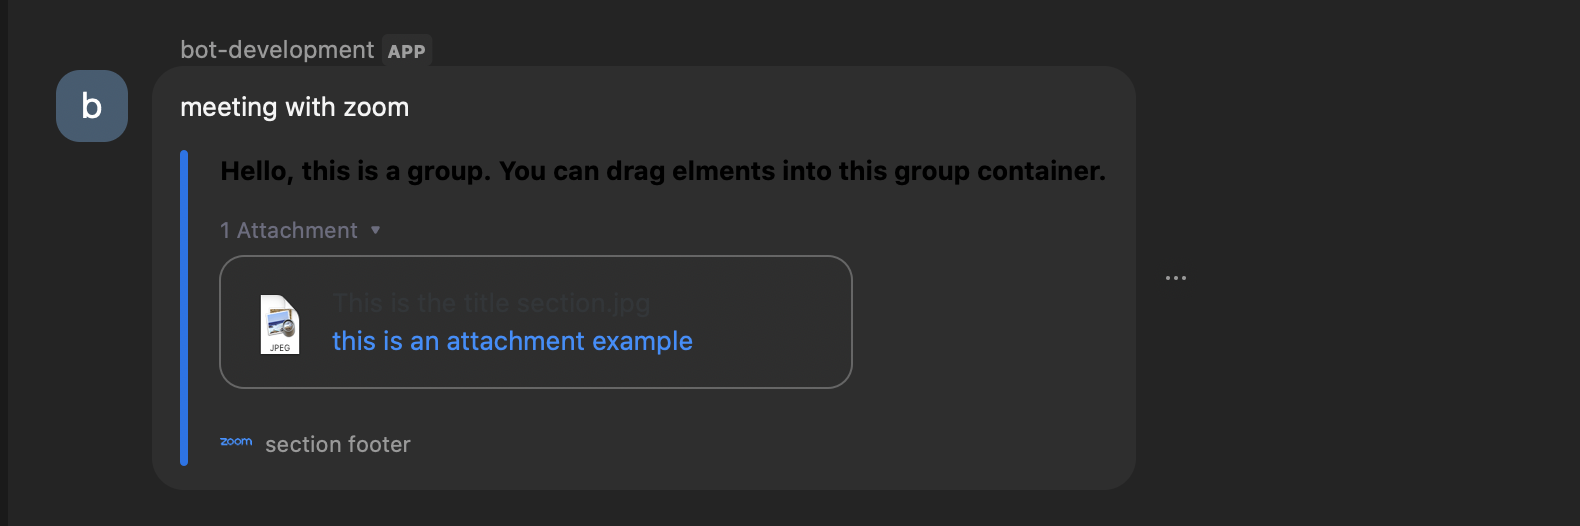 bot-development APP
b
meeting with zoom
Hello, this is a group. You can drag elments into this group container.
1 Attachment
This is the title section.jpg
JPEG
this is an attachment example
zoom section footer